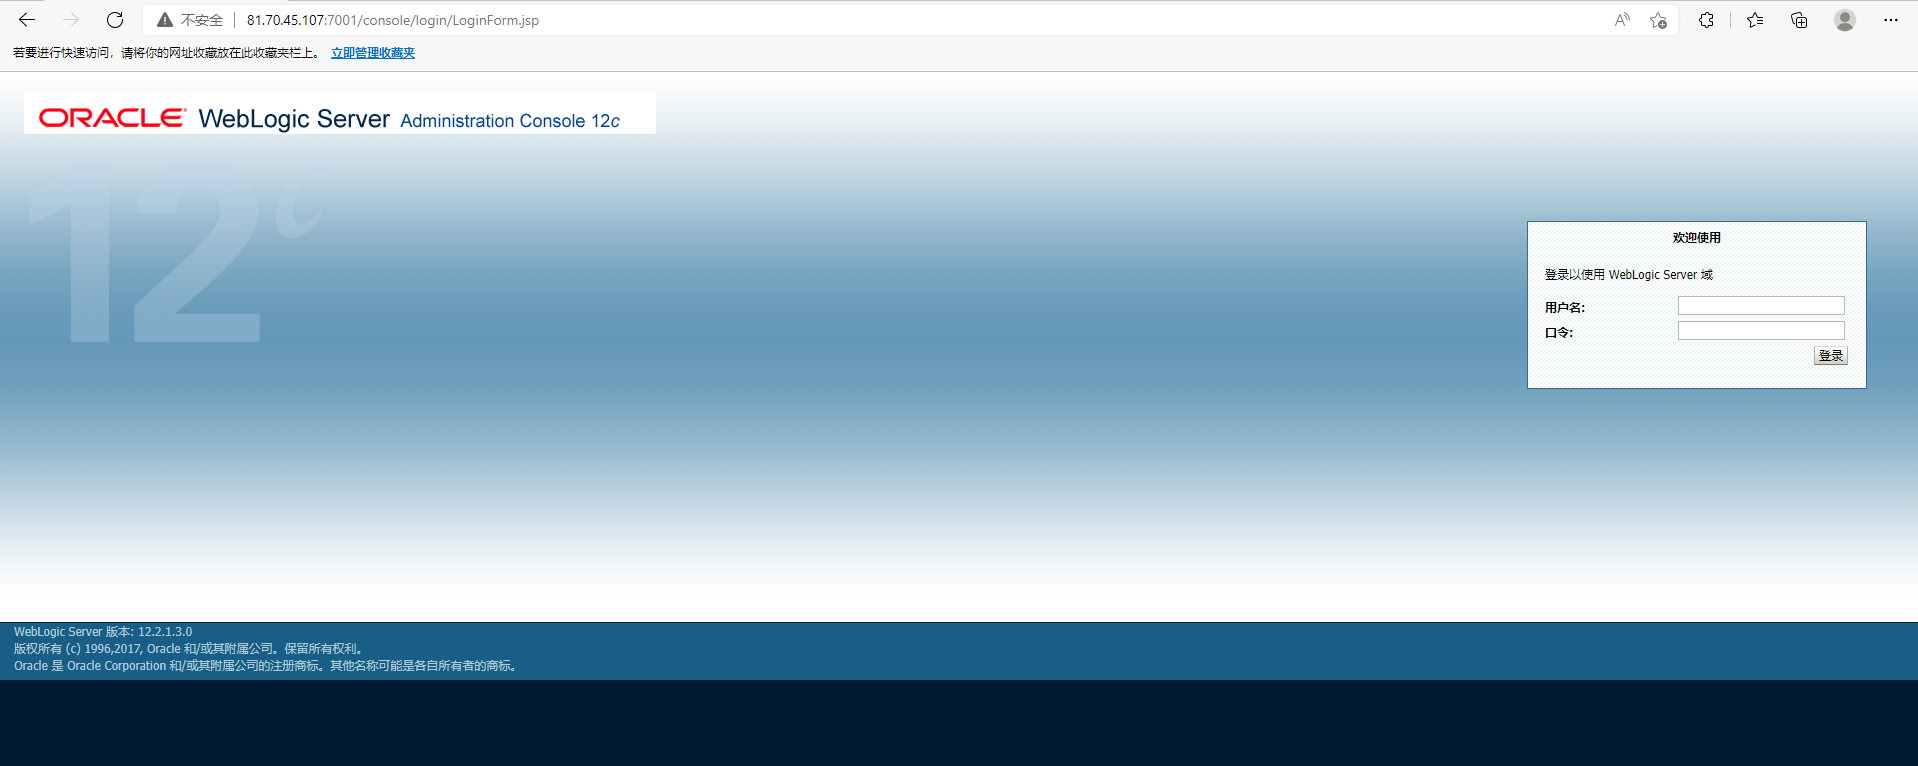 不安全 81.70.45.107:7001/console/login/LoginForm.jsp
若要进行快速访问，请将你的网址收藏放在此收藏夹栏上。 立即管理收藏夹
ORACLE WebLogic Server Administration Console 12c
12c
欢迎使用
登录以使用 WebLogic Server 域
用户名:
口令:
登录
WebLogic Server 版本: 12.2.1.3.0
版权所有 (c) 1996,2017, Oracle 和/或其附属公司。保留所有权利。
Oracle 是 Oracle Corporation 和/或其附属公司的注册商标。其他名称可能是各自所有者的商标。